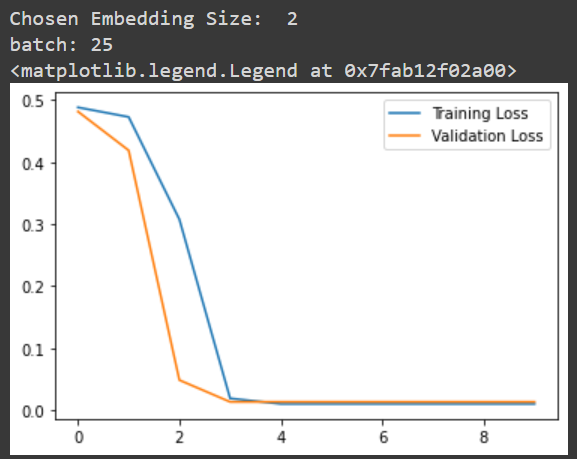 Chosen Embedding Size:  2
batch: 25
<matplotlib.legend.Legend at 0x7fab12f02a00>
0.5
Training Loss
Validation Loss
0.4
0.3
0.2
0.1
0.0
0 2 4 6 8